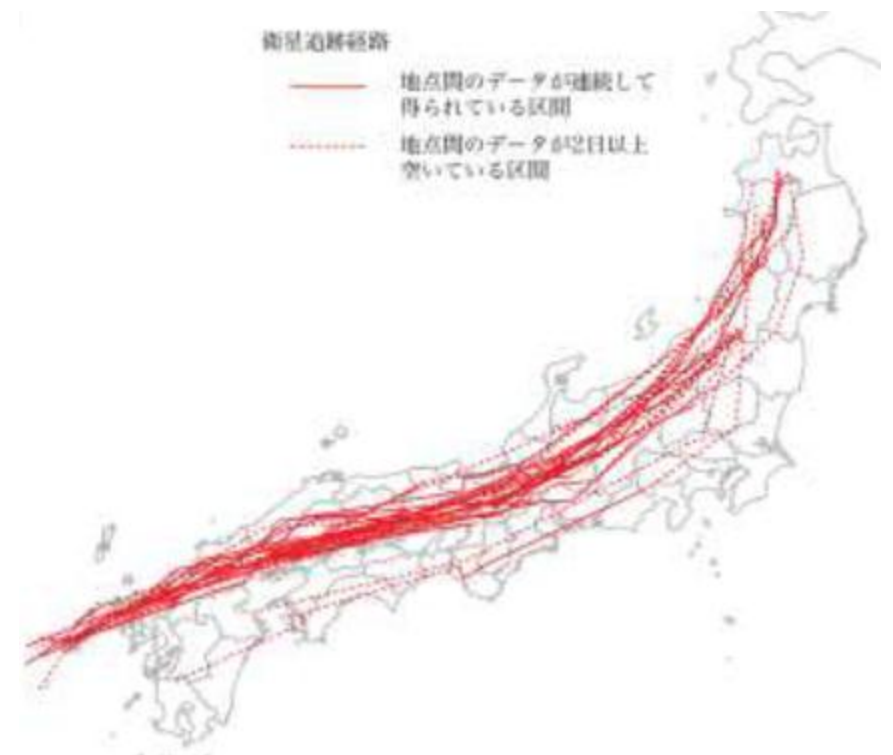 衛星追跡経路
地点間のデータが連続して
得られている区間
地点間のデータが2日以上
空いている区間